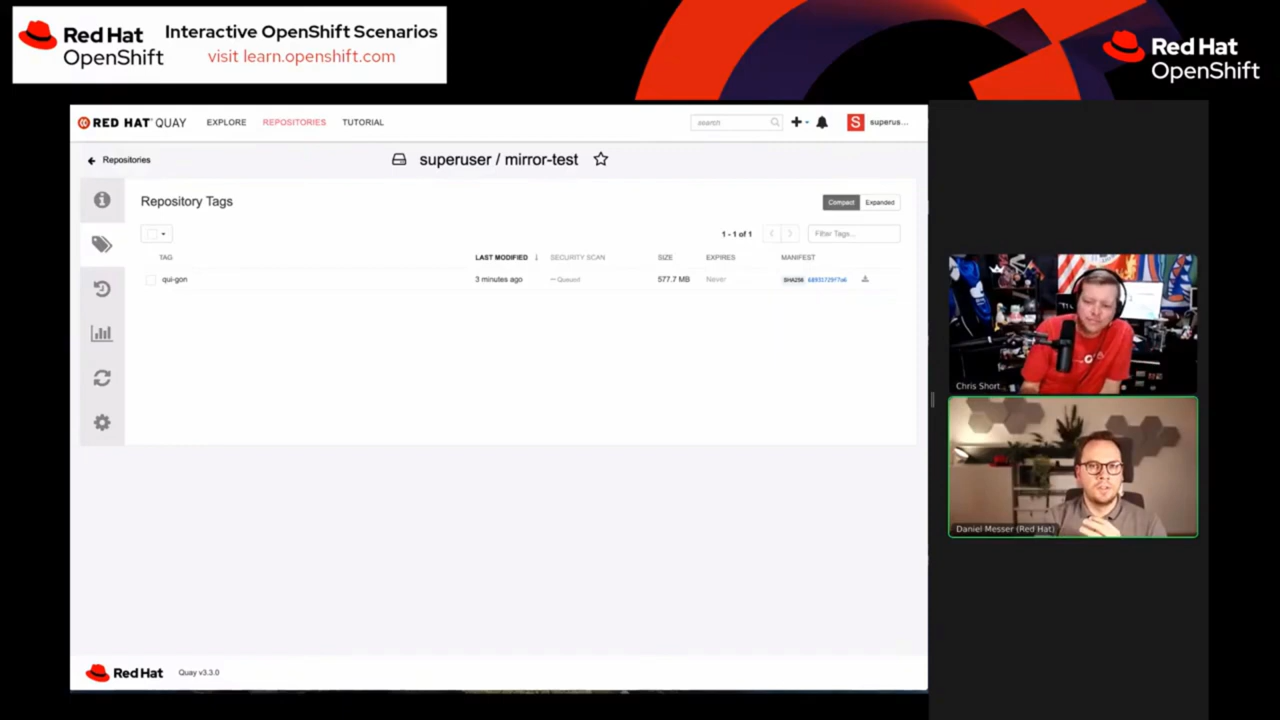 Red Hat
OpenShift
Interactive OpenShift Scenarios
visit learn.openshift.com
Red Hat
OpenShift
RED HAT® QUAY
EXPLORE
REPOSITORIES
TUTORIAL
search
S
superus...
Repositories
superuser / mirror-test
Repository Tags
Compact
Expanded
1 - 1 of 1
Filter Tags...
TAG
LAST MODIFIED
SECURITY SCAN
SIZE
EXPIRES
MANIFEST
qui-gon
3 minutes ago
Queued
577.7 MB
Never
SHA256
Chris Short
Daniel Messer (Red Hat)
Red Hat
Quay v3.3.0